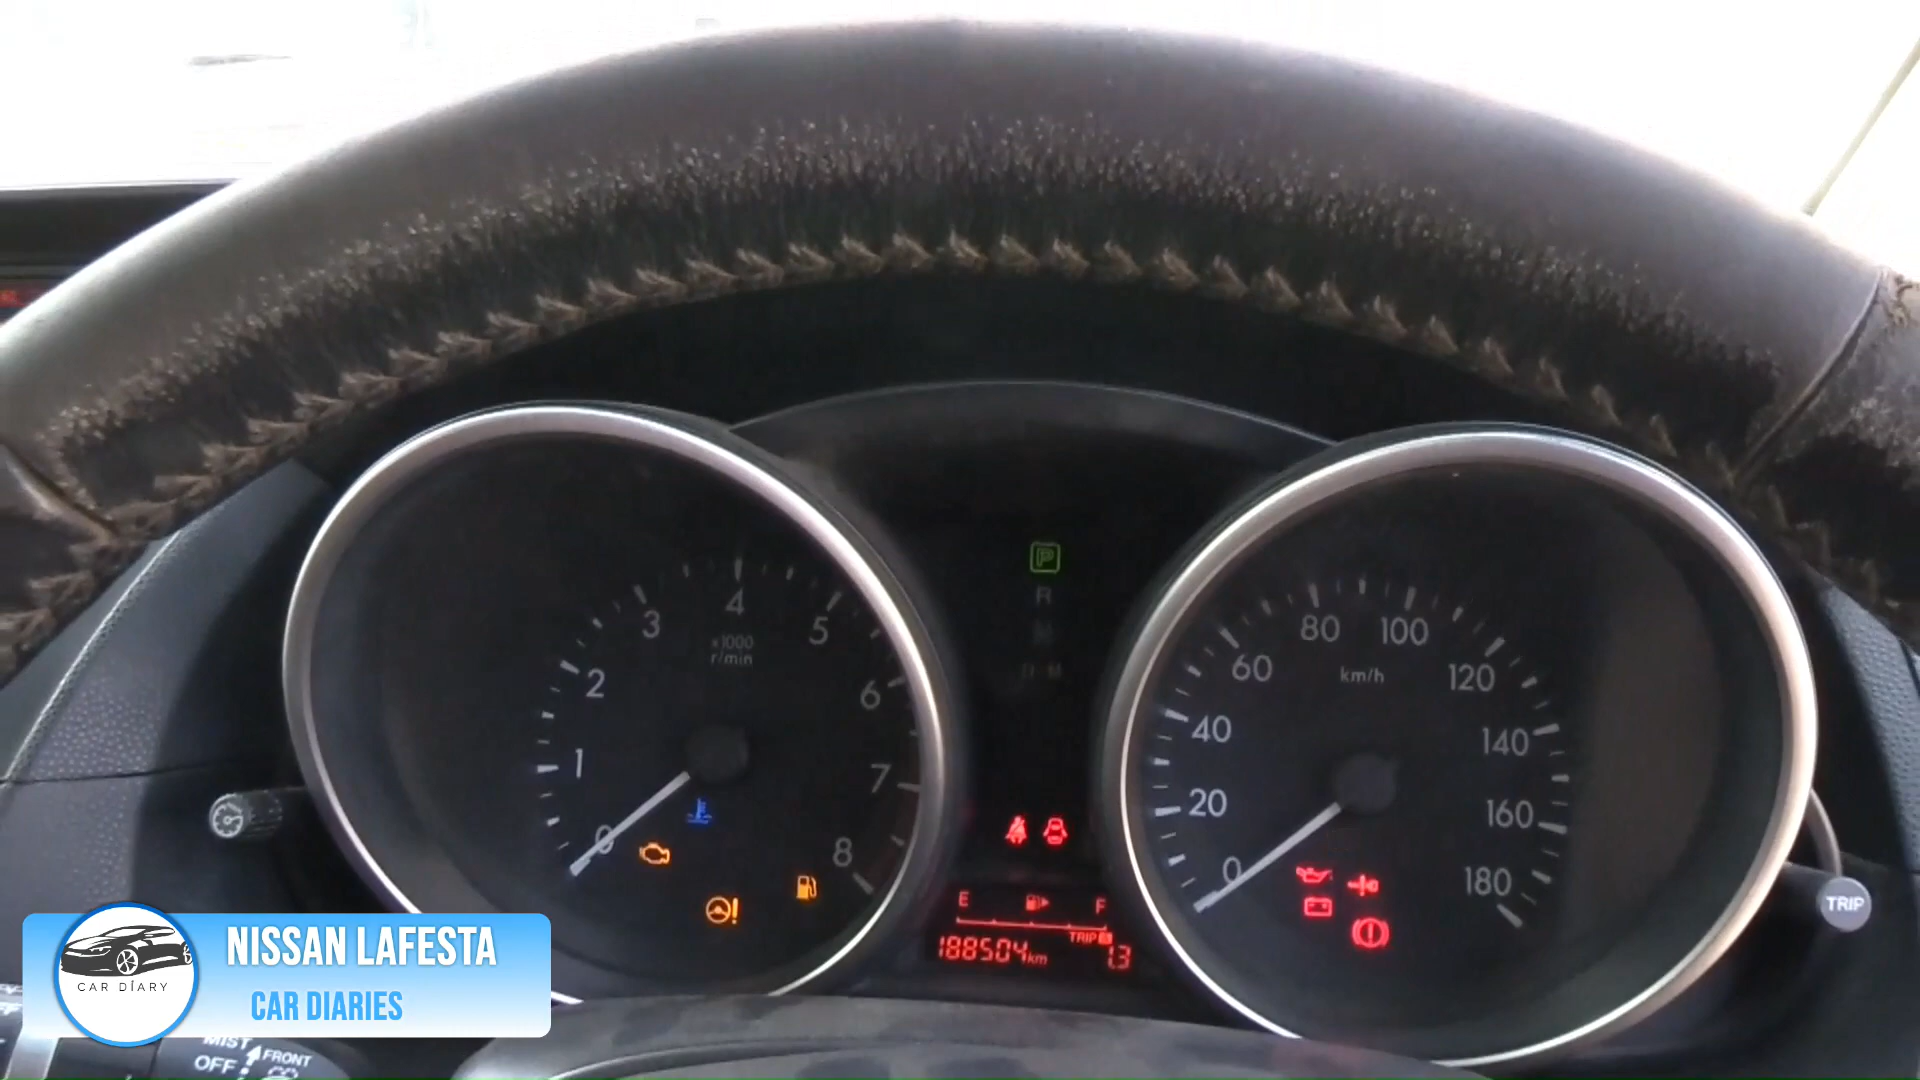 P
R
N
D M
x1000
r/min
0
1
2
3
4
5
6
7
8
km/h
0
20
40
60
80
100
120
140
160
180
E
F
TRIP
188504km
1.3
TRIP
NISSAN LAFESTA
CAR DIARIES
CAR DIARY
MIST
OFF
FRONT